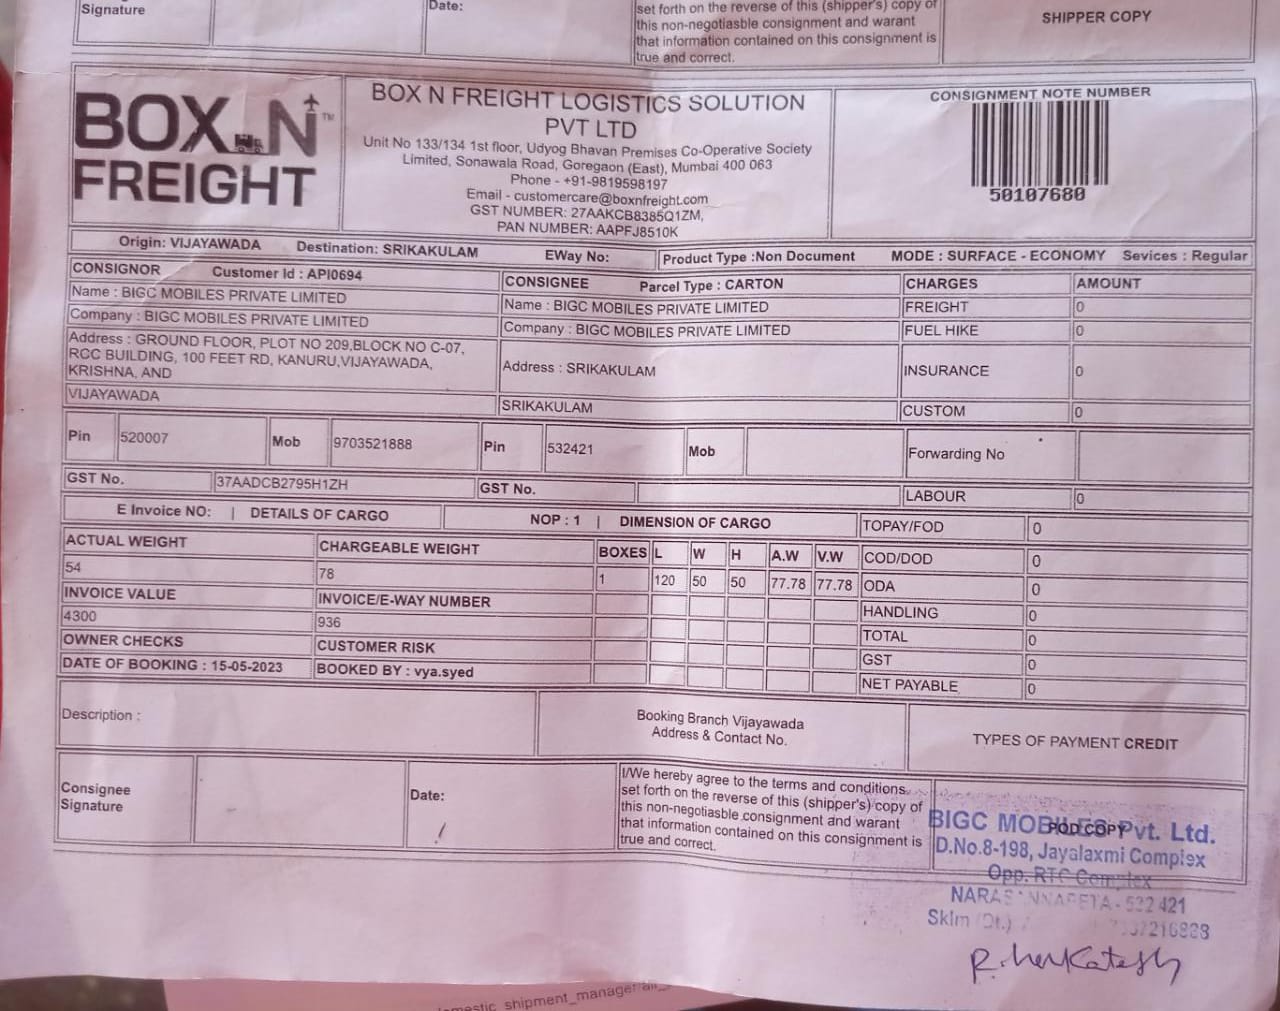 Signature
Date:
set forth on the reverse of this (shipper's) copy of
this non-negotiasble consignment and warrant
that information contained on this consignment is
true and correct.
SHIPPER COPY
BOX N
FREIGHT
TM
BOX N FREIGHT LOGISTICS SOLUTION
PVT LTD
Unit No 133/134 1st floor, Udyog Bhavan Premises Co-Operative Society
Limited, Sonawala Road, Goregaon (East), Mumbai 400 063
Phone - +91-9819598197
Email - customercare@boxnfreight.com
GST NUMBER: 27AAKCB8385Q1ZM,
PAN NUMBER: AAPFJ8510K
CONSIGNMENT NOTE NUMBER
50107680
Origin: VIJAYAWADA Destination: SRIKAKULAM EWay No: Product Type :Non Document MODE : SURFACE - ECONOMY Sevices : Regular
CONSIGNOR Customer Id : API0694 CONSIGNEE Parcel Type : CARTON CHARGES AMOUNT
Name : BIGC MOBILES PRIVATE LIMITED Name : BIGC MOBILES PRIVATE LIMITED FREIGHT 0
Company : BIGC MOBILES PRIVATE LIMITED Company : BIGC MOBILES PRIVATE LIMITED FUEL HIKE 0
Address : GROUND FLOOR, PLOT NO 209,BLOCK NO C-07,
RCC BUILDING, 100 FEET RD, KANURU,VIJAYAWADA,
KRISHNA, AND
Address : SRIKAKULAM INSURANCE 0
VIJAYAWADA SRIKAKULAM CUSTOM 0
Pin 520007 Mob 9703521888 Pin 532421 Mob Forwarding No
GST No. 37AADCB2795H1ZH GST No. LABOUR 0
E Invoice NO: | DETAILS OF CARGO NOP : 1 | DIMENSION OF CARGO TOPAY/FOD 0
ACTUAL WEIGHT CHARGEABLE WEIGHT BOXES L W H A.W V.W COD/DOD 0
54 78 1 120 50 50 77.78 77.78 ODA 0
INVOICE VALUE INVOICE/E-WAY NUMBER HANDLING 0
4300 936 TOTAL 0
OWNER CHECKS CUSTOMER RISK GST 0
DATE OF BOOKING : 15-05-2023 BOOKED BY : vya.syed NET PAYABLE 0
Description :
Booking Branch Vijayawada
Address & Contact No.
TYPES OF PAYMENT CREDIT
Consignee
Signature
Date:
I/We hereby agree to the terms and conditions.
set forth on the reverse of this (shipper's) copy of
this non-negotiasble consignment and warrant
that information contained on this consignment is
true and correct.
POD COPY
BIGC MOBILES Pvt. Ltd.
D.No.8-198, Jayalaxmi Complex
Opp. RTC Complex
421
Sklm